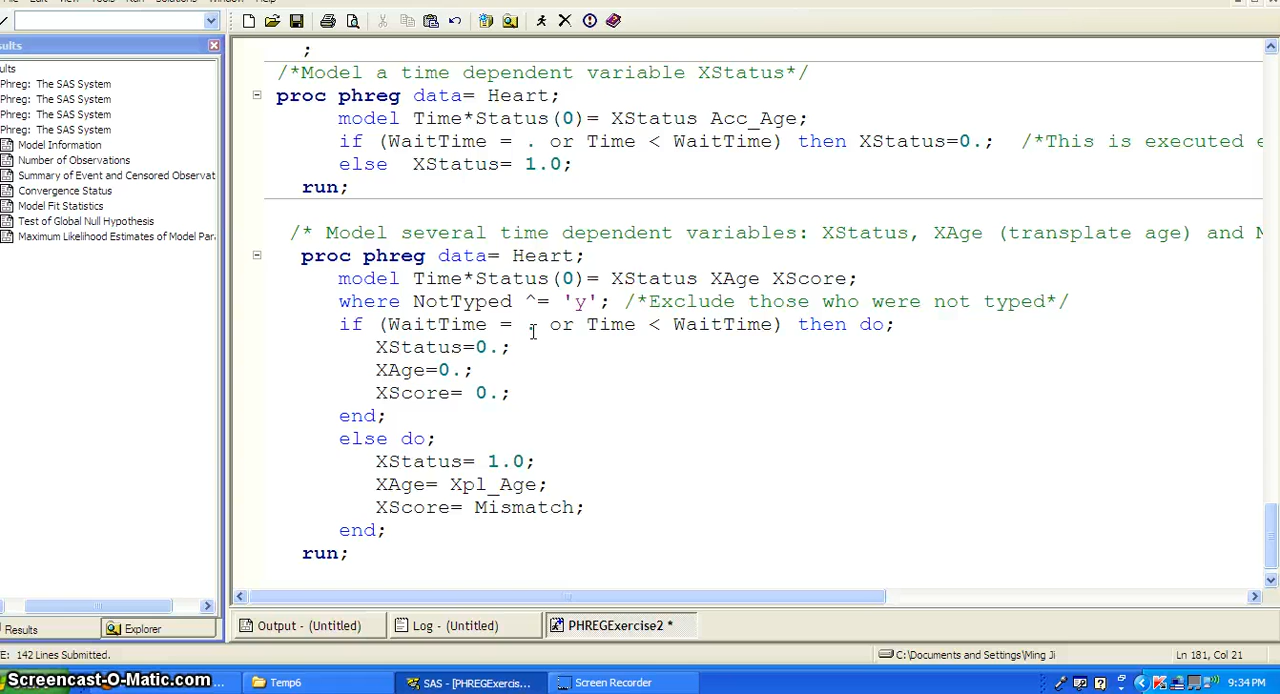 ults
ults
Phreg: The SAS System
Phreg: The SAS System
Phreg: The SAS System
Phreg: The SAS System
Model Information
Number of Observations
Summary of Event and Censored Observat
Convergence Status
Model Fit Statistics
Test of Global Null Hypothesis
Maximum Likelihood Estimates of Model Par
;
/*Model a time dependent variable XStatus*/
proc phreg data= Heart;
model Time*Status(0)= XStatus Acc_Age;
if (WaitTime = . or Time < WaitTime) then XStatus=0.; /*This is executed e
else XStatus= 1.0;
run;
/* Model several time dependent variables: XStatus, XAge (transplate age) and M
proc phreg data= Heart;
model Time*Status(0)= XStatus XAge XScore;
where NotTyped ^= 'y'; /*Exclude those who were not typed*/
if (WaitTime = . or Time < WaitTime) then do;
XStatus=0.;
XAge=0.;
XScore= 0.;
end;
else do;
XStatus= 1.0;
XAge= Xpl_Age;
XScore= Mismatch;
end;
run;
Results
Explorer
Output - (Untitled)
Log - (Untitled)
PHREGExercise2 *
E: 142 Lines Submitted.
C:\Documents and Settings\Ming Ji
Ln 181, Col 21
Screencast-O-Matic.com
Temp6
SAS - [PHREGExercis...
Screen Recorder
9:34 PM